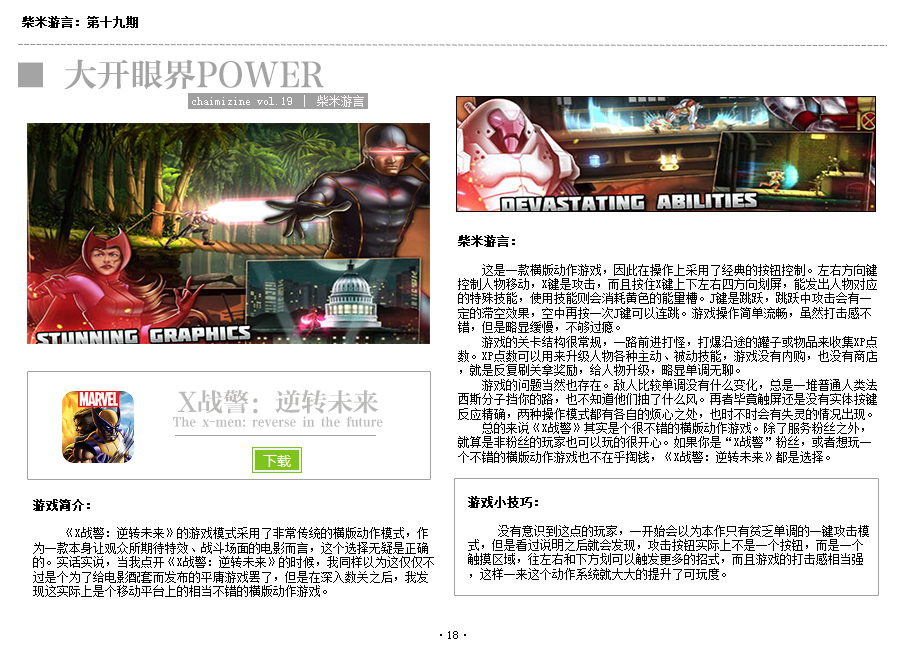 柴米游言：第十九期
大开眼界POWER
chaimizine vol.19 | 柴米游言
STUNNING GRAPHICS
MARVEL
X战警：逆转未来
The x-men: reverse in the future
下载
游戏简介：
《X战警：逆转未来》的游戏模式采用了非常传统的横版动作模式，作
为一款本身让观众所期待特效、战斗场面的电影而言，这个选择无疑是正确
的。实话实说，当我点开《X战警：逆转未来》的时候，我同样以为这仅仅不
过是个为了给电影配套而发布的平庸游戏罢了，但是在深入数关之后，我发
现这实际上是个移动平台上的相当不错的横版动作游戏。
DEVASTATING ABILITIES
柴米游言：
这是一款横版动作游戏，因此在操作上采用了经典的按钮控制。左右方向键
控制人物移动，X键是攻击，而且按住X键上下左右四方向划屏，能发出人物对应
的特殊技能，使用技能则会消耗黄色的能量槽。J键是跳跃，跳跃中攻击会有一
定的滞空效果，空中再按一次J键可以连跳。游戏操作简单流畅，虽然打击感不
错，但是略显缓慢，不够过瘾。
游戏的关卡结构很常规，一路前进打怪，打爆沿途的罐子或物品来收集XP点
数。XP点数可以用来升级人物各种主动、被动技能，游戏没有内购，也没有商店
，就是反复刷关拿奖励，给人物升级，略显单调无聊。
游戏的问题当然也存在。敌人比较单调没有什么变化，总是一堆普通人类法
西斯分子挡你的路，也不知道他们抽了什么风。再者毕竟触屏还是没有实体按键
反应精确，两种操作模式都有各自的烦心之处，也时不时会有失灵的情况出现。
总的来说《X战警》其实是个很不错的横版动作游戏。除了服务粉丝之外，
就算是非粉丝的玩家也可以玩的很开心。如果你是“X战警”粉丝，或者想玩一
个不错的横版动作游戏也不在乎掏钱，《X战警：逆转未来》都是选择。
游戏小技巧：
没有意识到这点的玩家，一开始会以为本作只有贫乏单调的一键攻击模
式，但是看过说明之后就会发现，攻击按钮实际上不是一个按钮，而是一个
触摸区域，往左右和下方划可以触发更多的招式，而且游戏的打击感相当强
，这样一来这个动作系统就大大的提升了可玩度。
· 18 ·